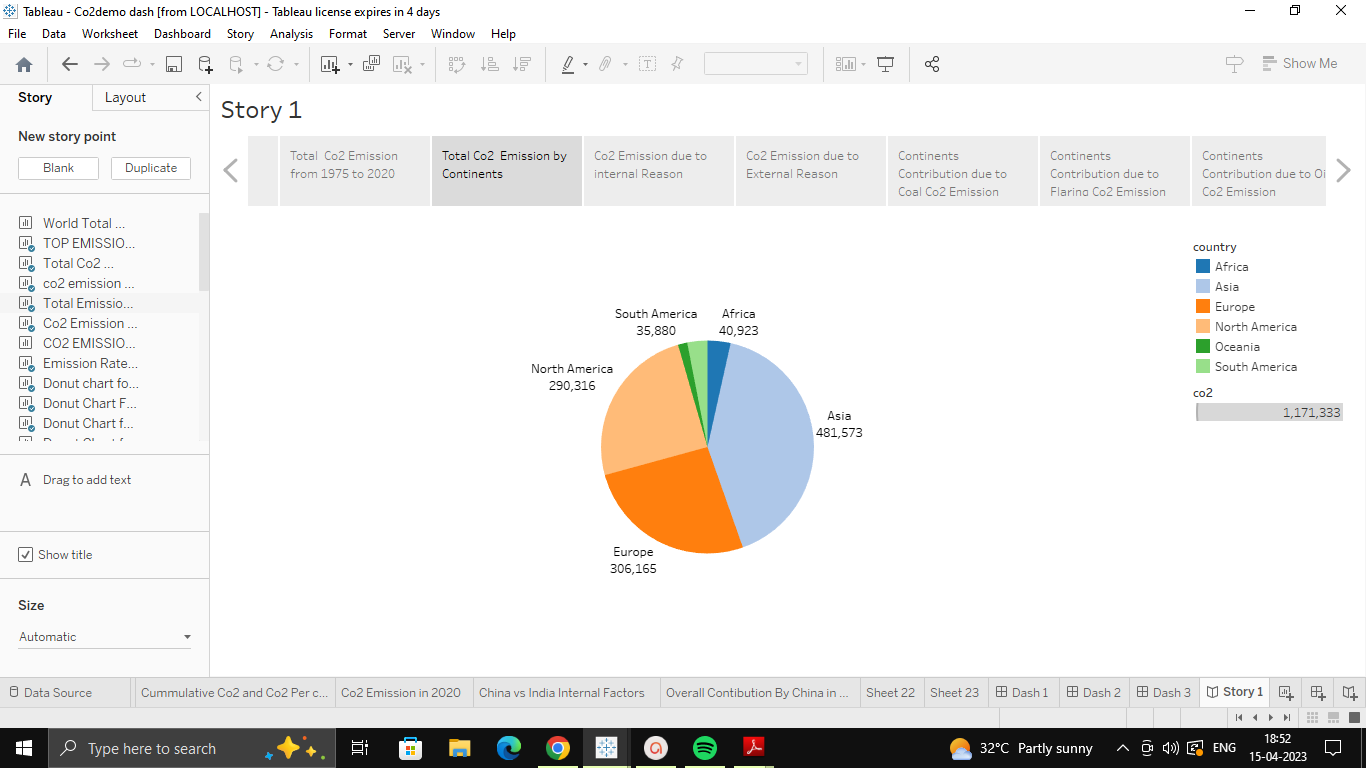 Tableau - Co2demo dash [from LOCALHOST] - Tableau license expires in 4 days
File Data Worksheet Dashboard Story Analysis Format Server Window Help
Show Me
Story Layout
New story point
Blank Duplicate
World Total ...
TOP EMISSIO...
Total Co2 ...
co2 emission ...
Total Emissio...
Co2 Emission ...
CO2 EMISSIO...
Emission Rate...
Donut chart fo...
Donut Chart F...
Donut Chart f...
A Drag to add text
Show title
Size
Automatic
Story 1
Total Co2 Emission
from 1975 to 2020
Total Co2 Emission by
Continents
Co2 Emission due to
internal Reason
Co2 Emission due to
External Reason
Continents
Contribution due to
Coal Co2 Emission
Continents
Contribution due to
Flaring Co2 Emission
Continents
Contribution due to Oi
Co2 Emission
South America
35,880
Africa
40,923
North America
290,316
Asia
481,573
Europe
306,165
country
Africa
Asia
Europe
North America
Oceania
South America
co2
1,171,333
Data Source Cummulative Co2 and Co2 Per c... Co2 Emission in 2020 China vs India Internal Factors Overall Contibution By China in ... Sheet 22 Sheet 23 Dash 1 Dash 2 Dash 3 Story 1
Type here to search
32°C Partly sunny
ENG
18:52
15-04-2023